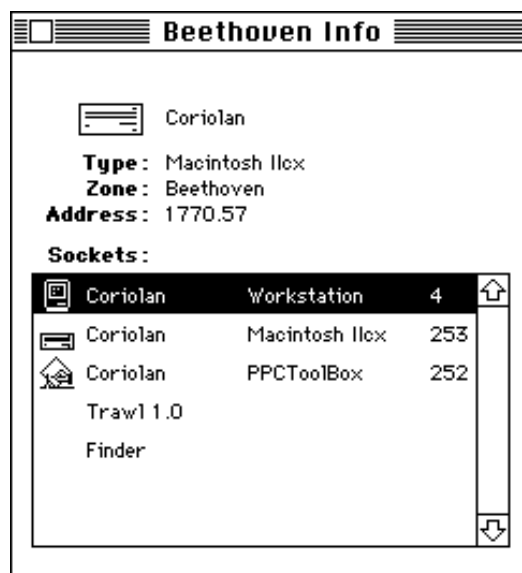 Beethoven Info
Coriolan
Type: Macintosh IIcx
Zone: Beethoven
Address: 1770.57
Sockets:
Coriolan Workstation 4
Coriolan Macintosh IIcx 253
Coriolan PPCToolBox 252
Trawl 1.0
Finder